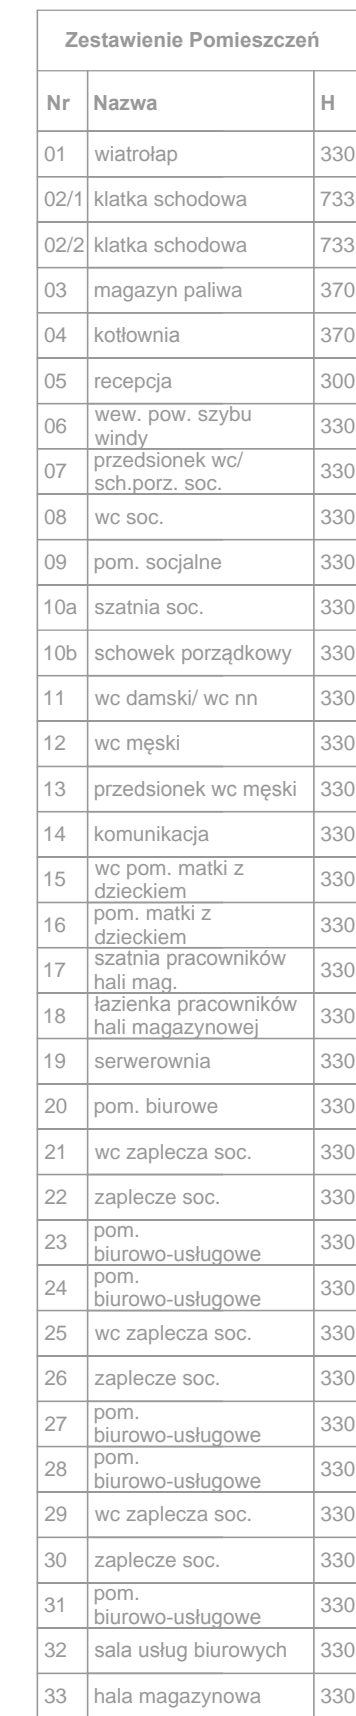 Zestawienie Pomieszczeń
Nr Nazwa H
01 wiatrołap 330
02/1 klatka schodowa 733
02/2 klatka schodowa 733
03 magazyn paliwa 370
04 kotłownia 370
05 recepcja 300
06 wew. pow. szybu
windy 330
07 przedsionek wc/
sch.porz. soc. 330
08 wc soc. 330
09 pom. socjalne 330
10a szatnia soc. 330
10b schowek porządkowy 330
11 wc damski/ wc nn 330
12 wc męski 330
13 przedsionek wc męski 330
14 komunikacja 330
15 wc pom. matki z
dzieckiem 330
16 pom. matki z
dzieckiem 330
17 szatnia pracowników
hali mag. 330
18 łazienka pracowników
hali magazynowej 330
19 serwerownia 330
20 pom. biurowe 330
21 wc zaplecza soc. 330
22 zaplecze soc. 330
23 pom.
biurowo-usługowe 330
24 pom.
biurowo-usługowe 330
25 wc zaplecza soc. 330
26 zaplecze soc. 330
27 pom.
biurowo-usługowe 330
28 pom.
biurowo-usługowe 330
29 wc zaplecza soc. 330
30 zaplecze soc. 330
31 pom.
biurowo-usługowe 330
32 sala usług biurowych 330
33 hala magazynowa 330